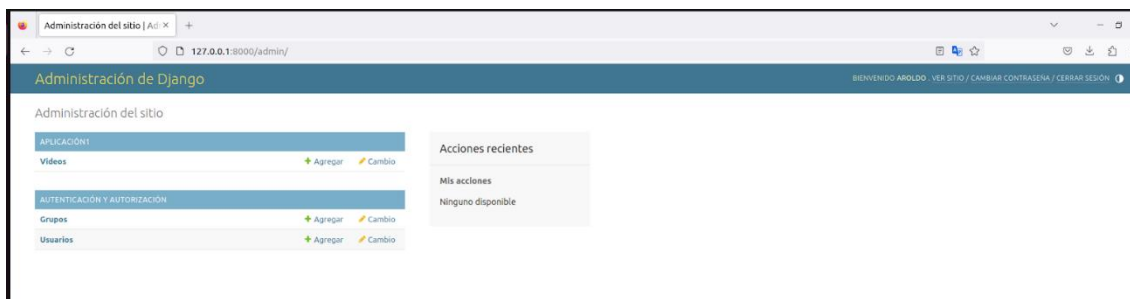 Administración del sitio | Ad
127.0.0.1:8000/admin/
Administración de Django
BIENVENIDO AROLDO . VER SITIO / CAMBIAR CONTRASEÑA / CERRAR SESIÓN
Administración del sitio
APLICACIÓN1
Videos + Agregar Cambio
AUTENTICACIÓN Y AUTORIZACIÓN
Grupos + Agregar Cambio
Usuarios + Agregar Cambio
Acciones recientes
Mis acciones
Ninguno disponible